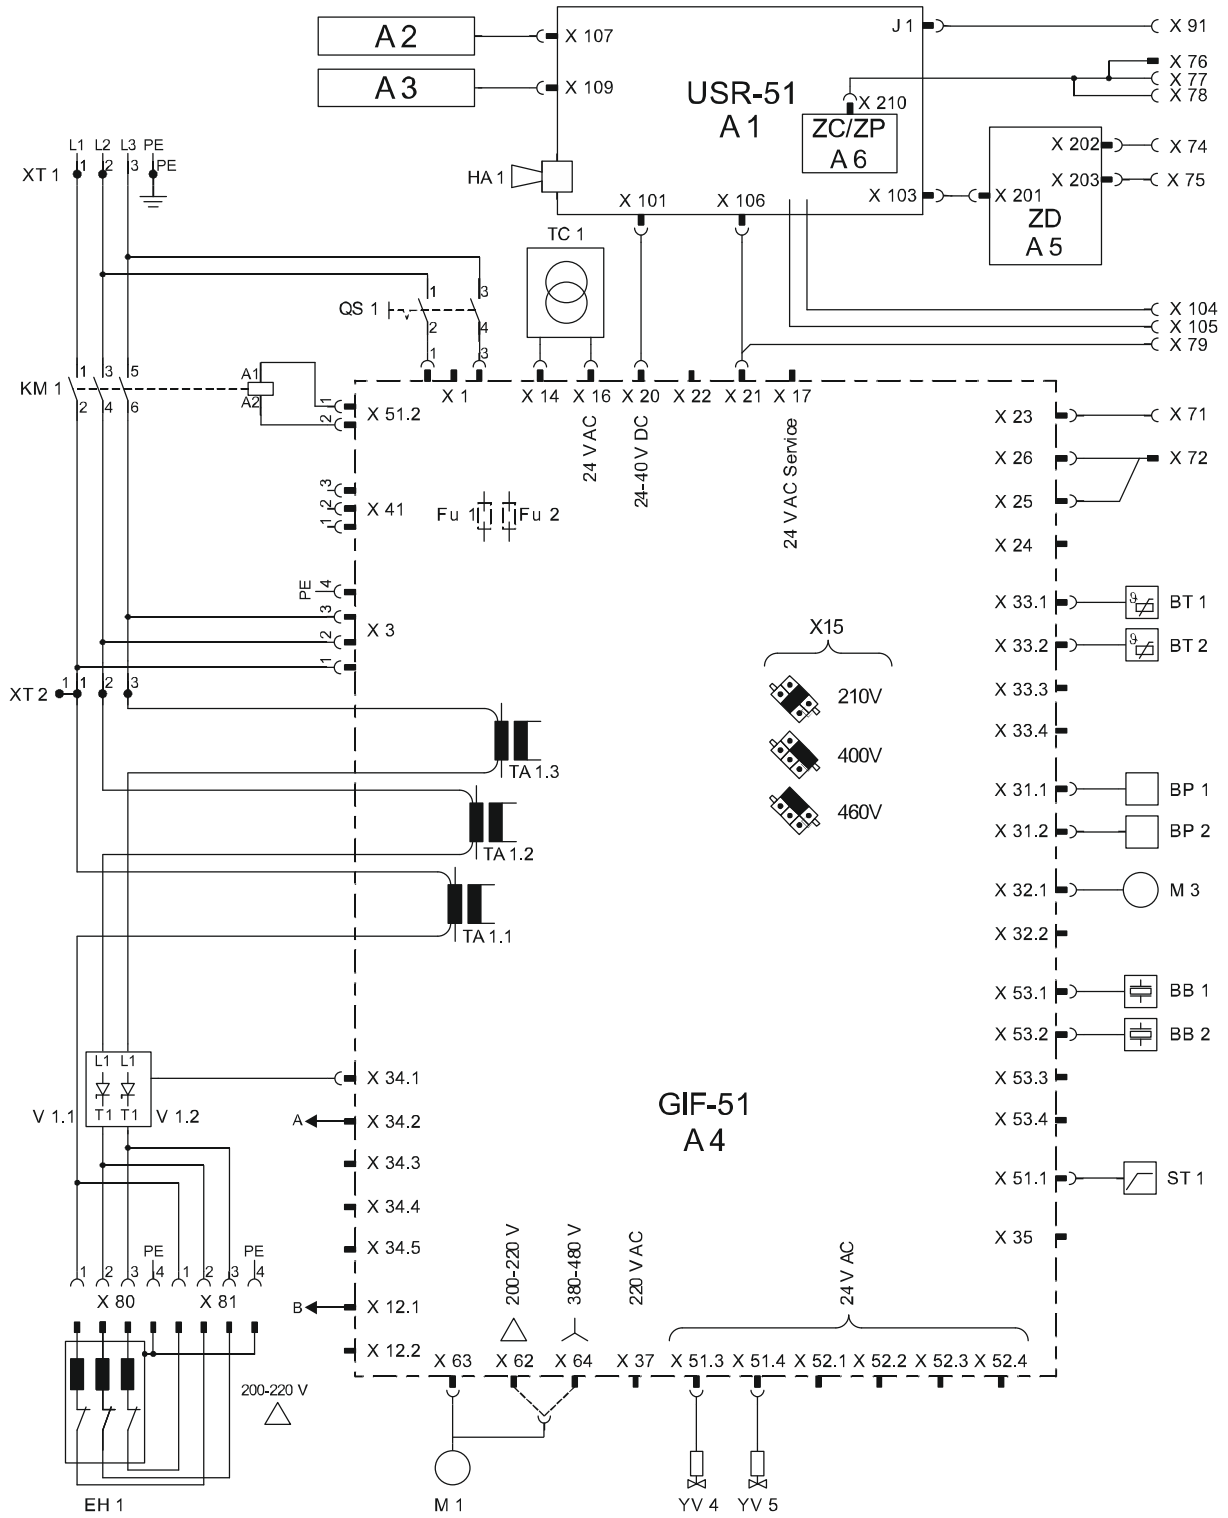 A 2
X 107
J 1
X 91
A 3
X 109
USR-51
A 1
X 76
X 77
X 78
X 210
ZC/ZP
A 6
L1 L2 L3 PE
1 2 3 PE
XT 1
X 202
X 74
X 203
X 75
HA 1
X 101
X 106
X 103
X 201
ZD
A 5
TC 1
1 3
QS 1
2 4
X 104
X 105
X 79
1 3
1 3 5
KM 1
2 4 6
A1
A2
1
2
X 51.2
X 1
X 14
X 16
X 20
X 22
X 21
X 17
24 V AC
24-40 V DC
24 V AC Service
X 23
X 71
X 26
X 72
X 25
X 24
3
2
1
X 41
Fu 1
Fu 2
PE
4
3
2
1
X 3
X 33.1
BT 1
X 33.2
BT 2
X 33.3
X 33.4
X15
210V
400V
460V
XT 2
1 1 2 3
TA 1.3
TA 1.2
TA 1.1
X 31.1
BP 1
X 31.2
BP 2
X 32.1
M 3
X 32.2
X 53.1
BB 1
X 53.2
BB 2
X 53.3
X 53.4
X 51.1
ST 1
X 35
L1 L1
T1 T1
V 1.1
V 1.2
X 34.1
A
X 34.2
X 34.3
X 34.4
X 34.5
B
X 12.1
X 12.2
GIF-51
A 4
PE
PE
1 2 3 4 1 2 3 4
X 80
X 81
200-220 V
380-480 V
220 V AC
24 V AC
X 63
X 62
X 64
X 37
X 51.3
X 51.4
X 52.1
X 52.2
X 52.3
X 52.4
200-220 V
EH 1
M 1
YV 4
YV 5